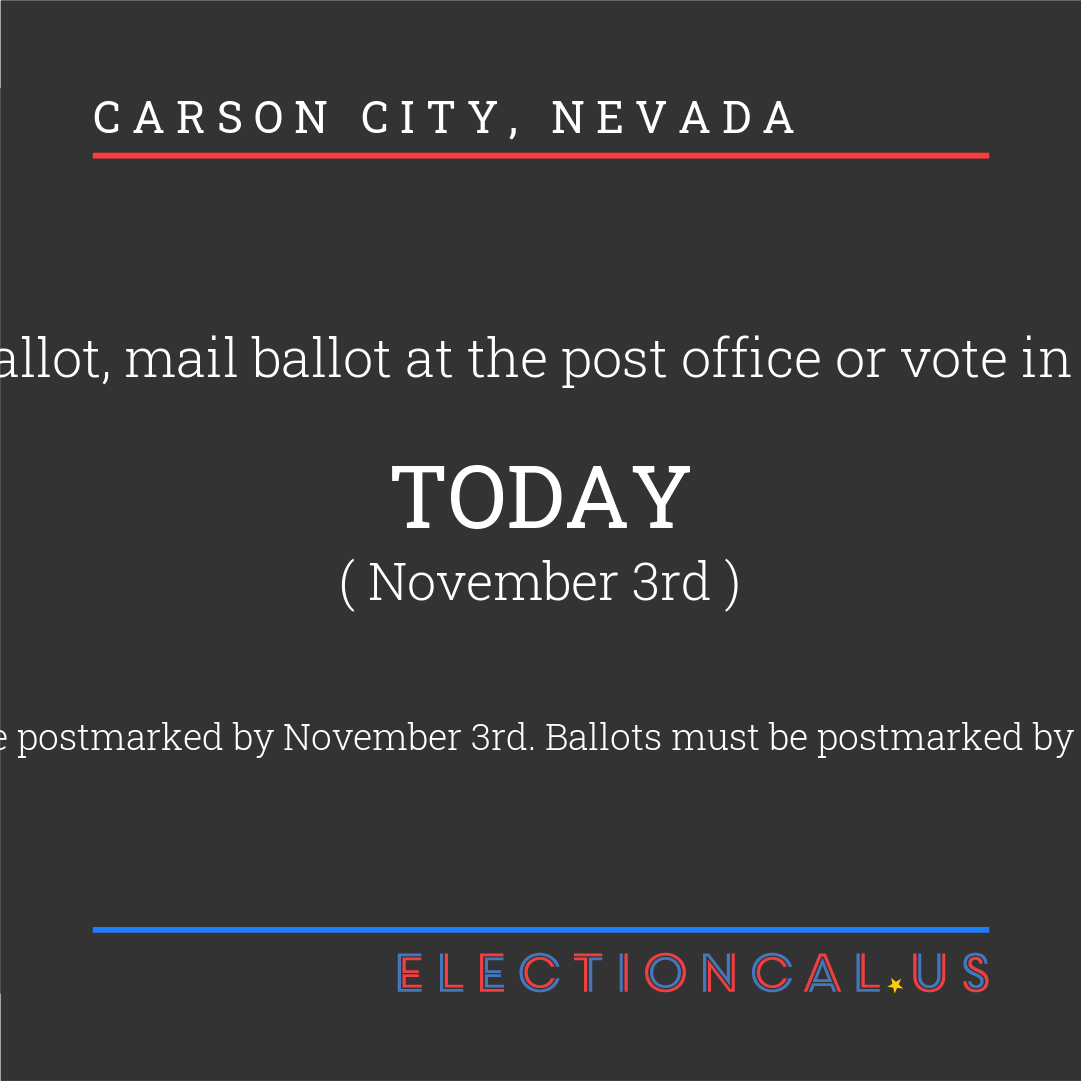 CARSON CITY, NEVADA
allot, mail ballot at the post office or vote in
TODAY
( November 3rd )
e postmarked by November 3rd. Ballots must be postmarked by
ELECTIONCAL.US